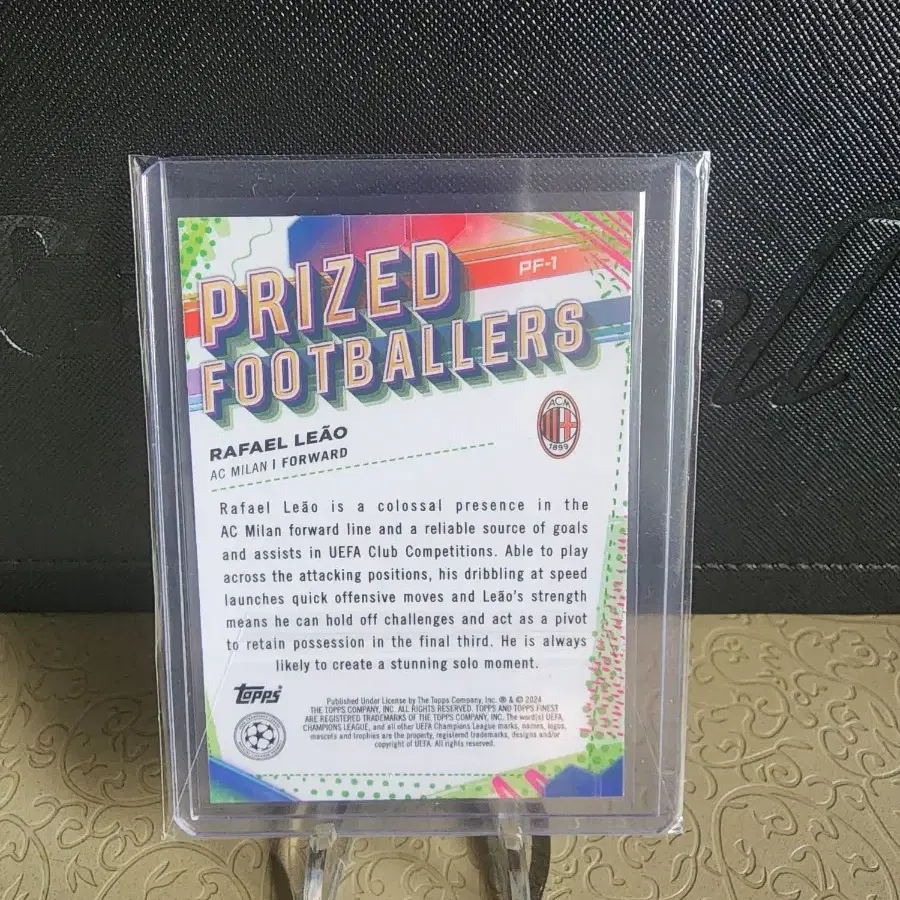 PF-1
PRIZED
FOOTBALLERS
RAFAEL LEÃO
AC MILAN | FORWARD
ACM
1899
Rafael Leão is a colossal presence in the
AC Milan forward line and a reliable source of goals
and assists in UEFA Club Competitions. Able to play
across the attacking positions, his dribbling at speed
launches quick offensive moves and Leão's strength
means he can hold off challenges and act as a pivot
to retain possession in the final third. He is always
likely to create a stunning solo moment.
Topps
Published Under License by The Topps Company, Inc. ® & © 2024
THE TOPPS COMPANY, INC. ALL RIGHTS RESERVED. TOPPS AND TOPPS FINEST
ARE REGISTERED TRADEMARKS OF THE TOPPS COMPANY, INC. The word(s) UEFA,
CHAMPIONS LEAGUE, and all other UEFA Champions League marks, names, logos,
mascots and trophies are the property, registered trademarks, designs and/or
copyright of UEFA. All rights reserved.